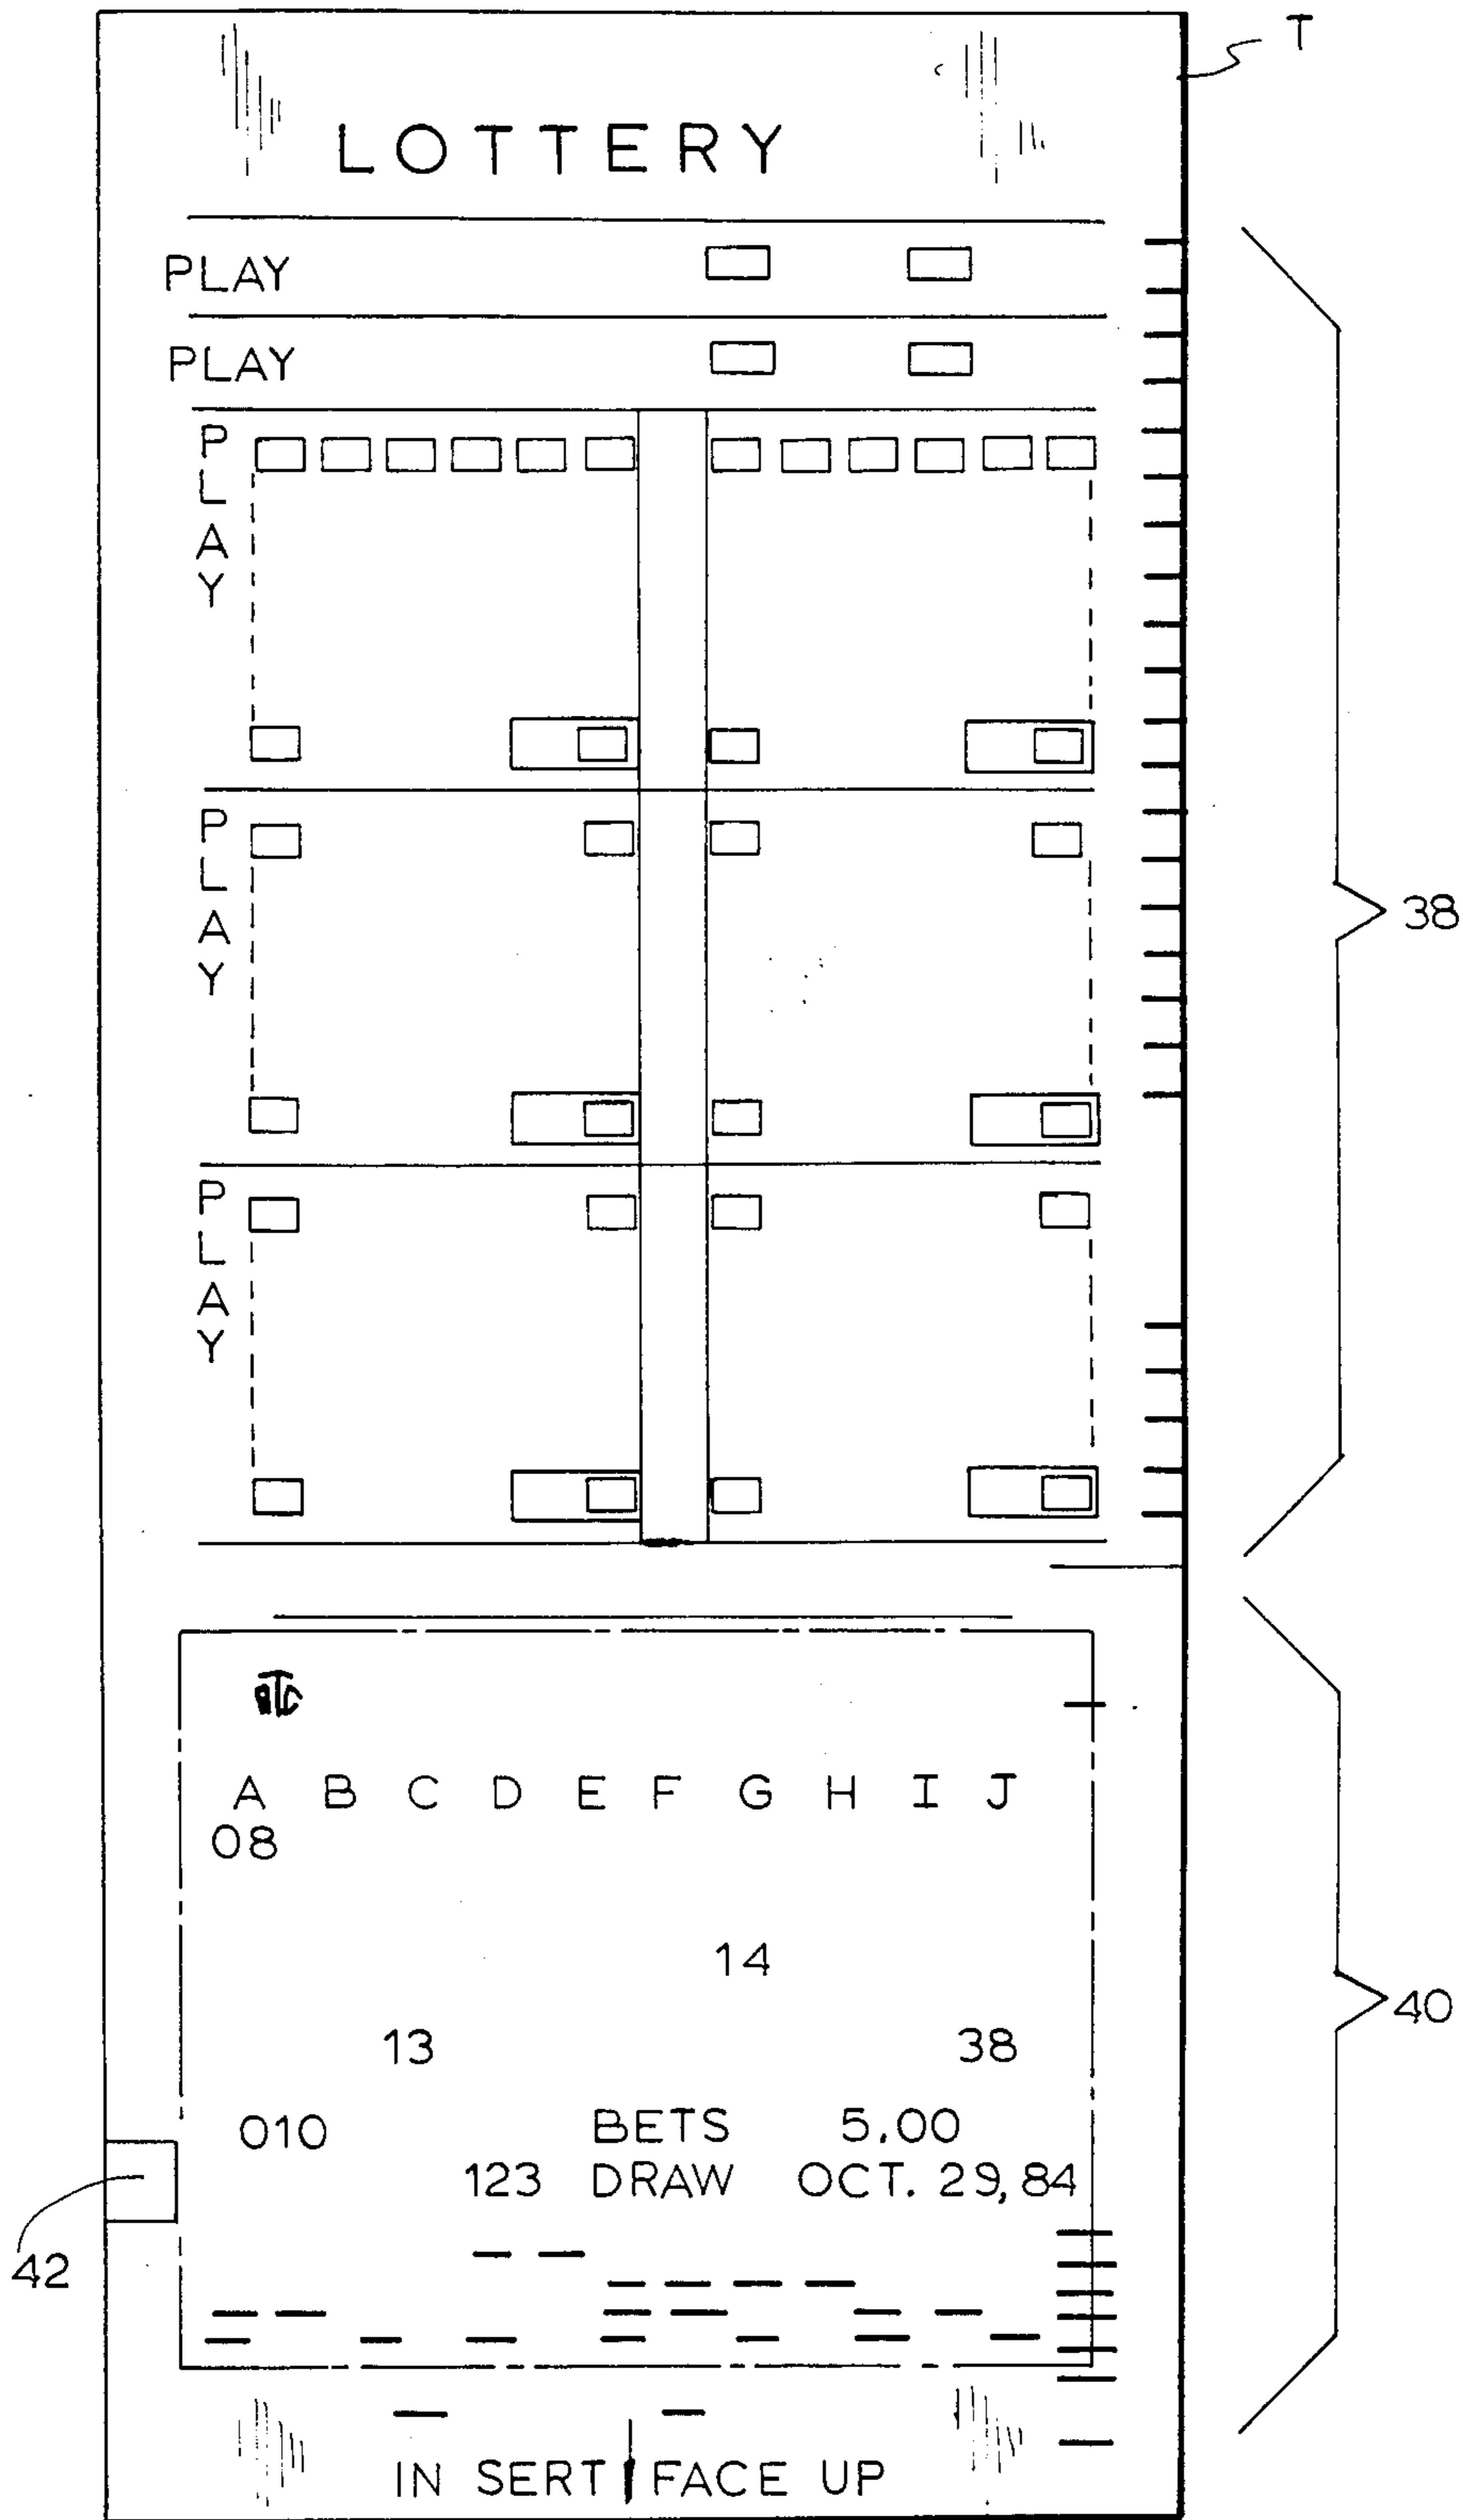 T
LOTTERY
PLAY
PLAY
PLAY
PLAY
38
PLAY
A B C D E F G H I J
08
14
40
13 38
010 BETS 5.00
123 DRAW OCT. 29, 84
42
IN SERT FACE UP